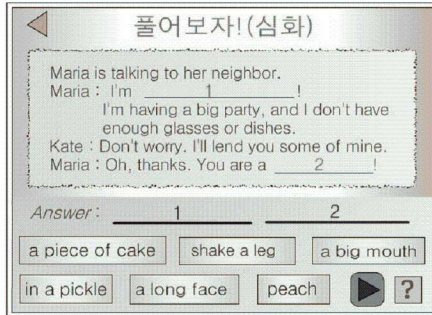 풀어보자! (심화)
Maria is talking to her neighbor.
Maria : I'm 1 !
I'm having a big party, and I don't have
enough glasses or dishes.
Kate : Don't worry. I'll lend you some of mine.
Maria : Oh, thanks. You are a 2 !
Answer : 1 2
a piece of cake shake a leg a big mouth
in a pickle a long face peach ?